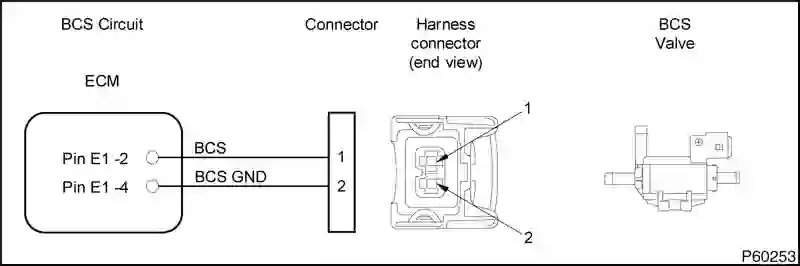 BCS Circuit
Connector
Harness
connector
(end view)
BCS
Valve
ECM
Pin E1 -2
BCS
1
Pin E1 -4
BCS GND
2
1
2
P60253